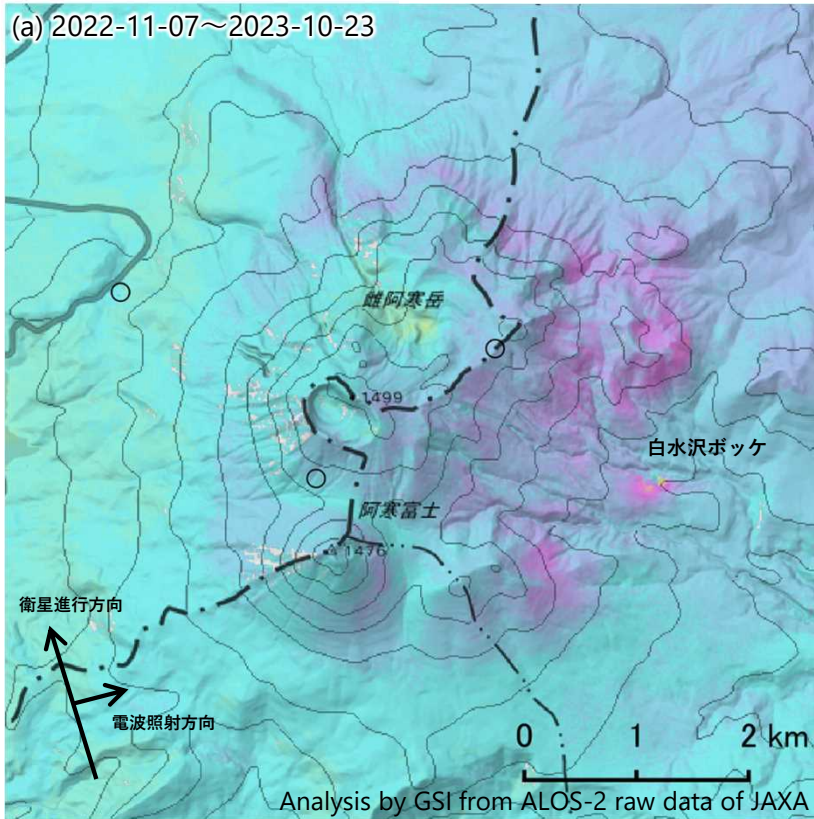 (a) 2022-11-07～2023-10-23
雌阿寒岳
1499
白水沢ボッケ
阿寒富士
1476
衛星進行方向
電波照射方向
0 1 2 km
Analysis by GSI from ALOS-2 raw data of JAXA